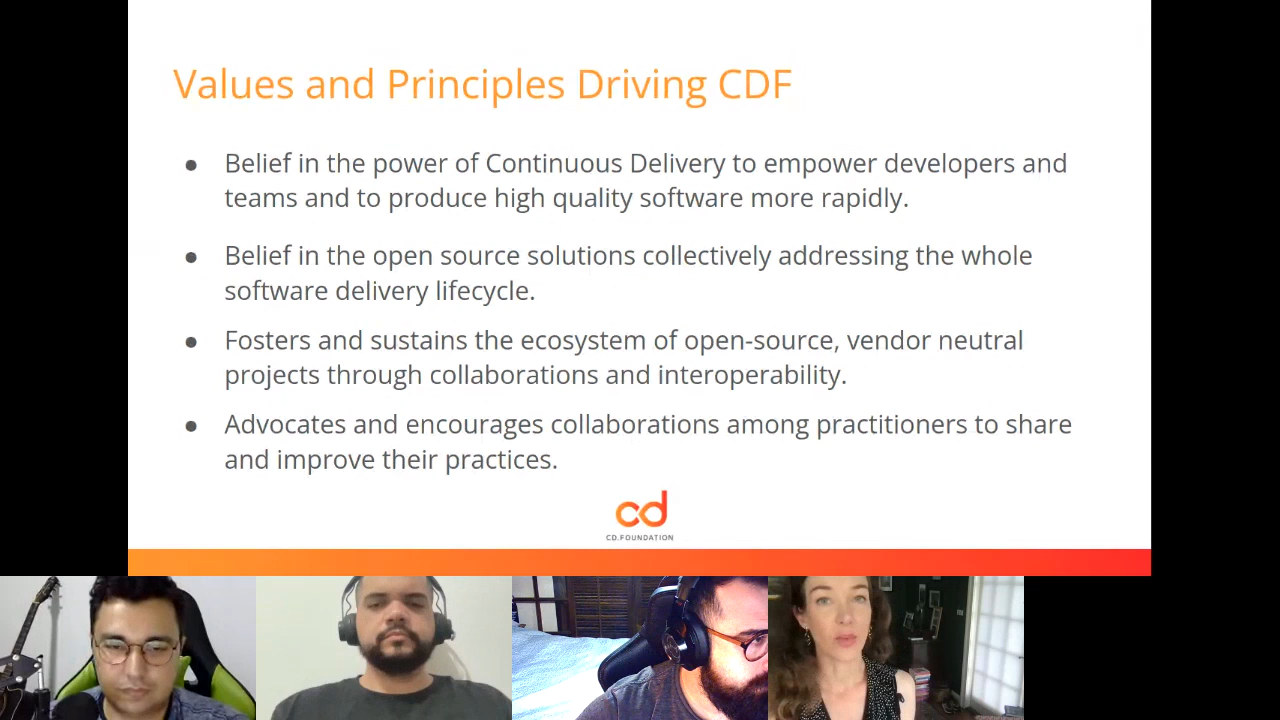 Values and Principles Driving CDF
● Belief in the power of Continuous Delivery to empower developers and
teams and to produce high quality software more rapidly.
● Belief in the open source solutions collectively addressing the whole
software delivery lifecycle.
● Fosters and sustains the ecosystem of open-source, vendor neutral
projects through collaborations and interoperability.
● Advocates and encourages collaborations among practitioners to share
and improve their practices.
cd
CD.FOUNDATION